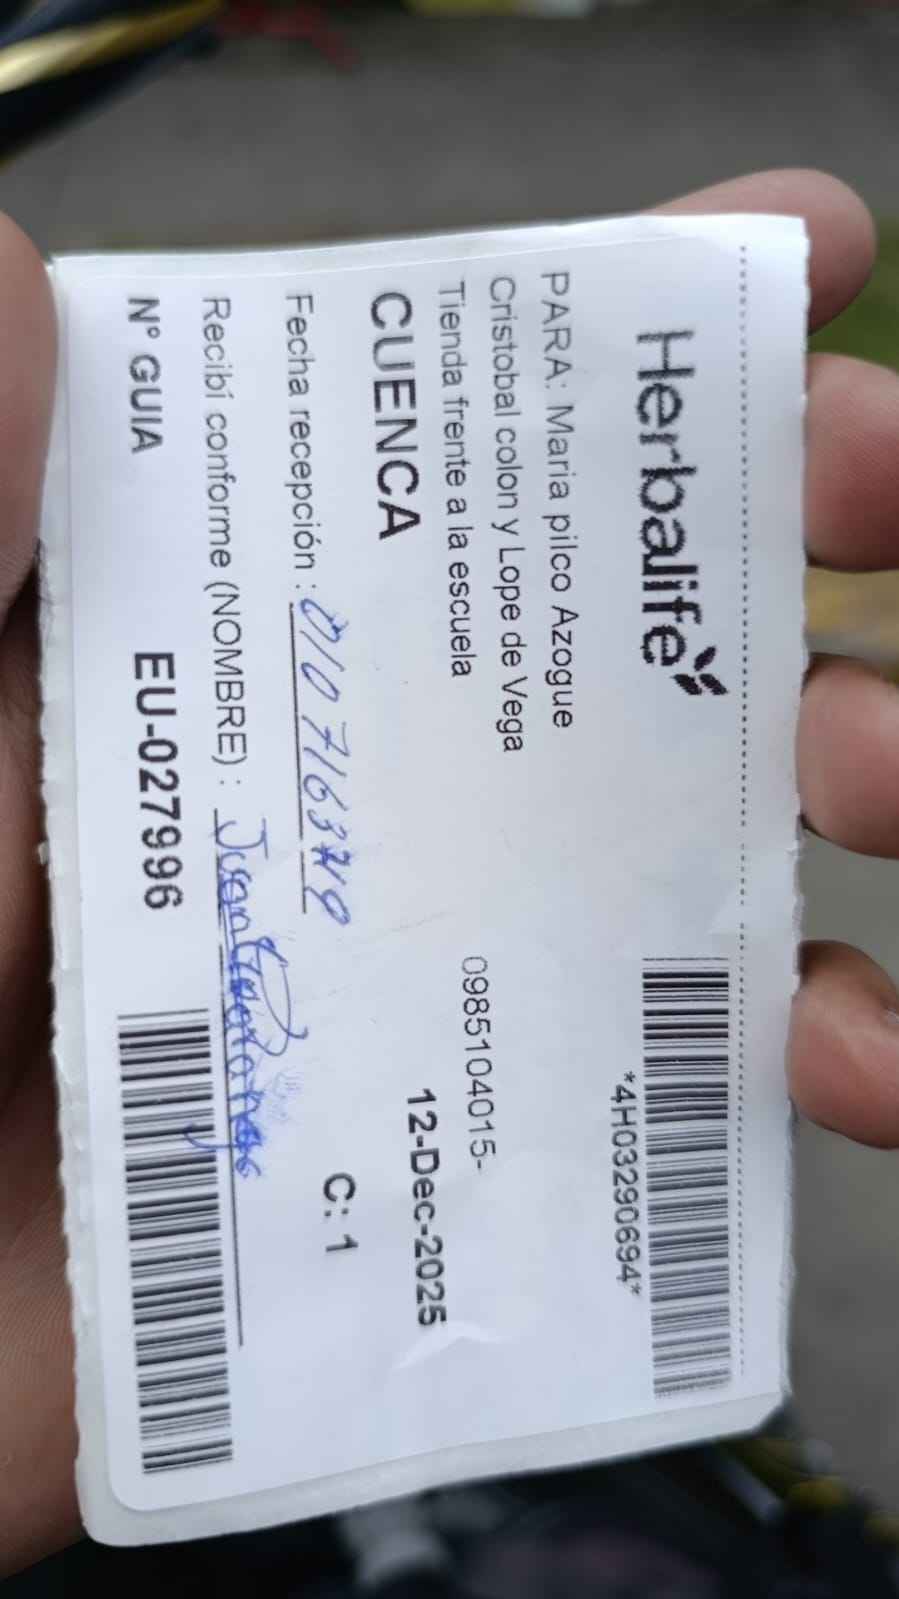 Herbalife
*4H03290694*
PARA: Maria pilco Azogue
Cristobal colon y Lope de Vega
Tienda frente a la escuela
0985104015-
CUENCA
12-Dec-2025
Fecha recepción :
C: 1
Recibí conforme (NOMBRE) : Juan
Nº GUIA
EU-027996